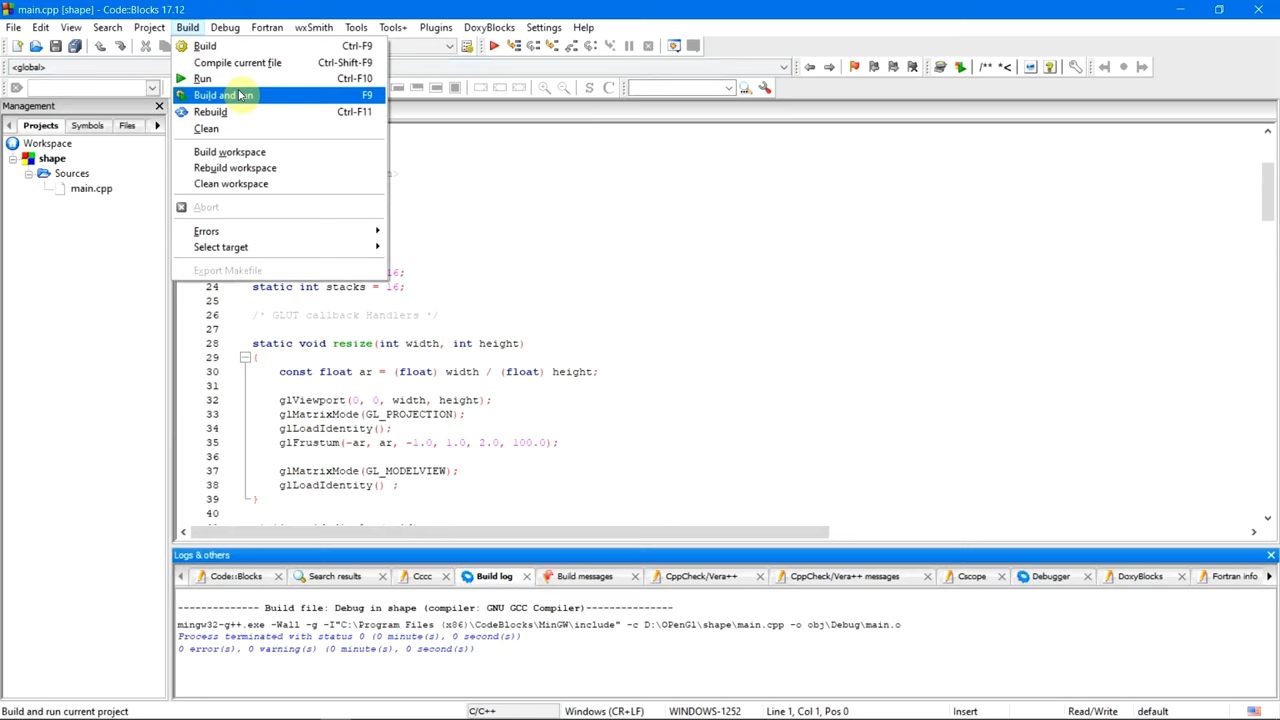 main.cpp [shape] - Code::Blocks 17.12
File Edit View Search Project Build Debug Fortran wxSmith Tools Tools+ Plugins DoxyBlocks Settings Help
Build Ctrl-F9
Compile current file Ctrl-Shift-F9
<global>
Run Ctrl-F10
Build and run F9
Management
Rebuild Ctrl-F11
Projects Symbols Files
Clean
Workspace
Build workspace
shape
Rebuild workspace
Sources
Clean workspace
main.cpp
Abort
Errors
Select target
Export Makefile
16;
24 static int stacks = 16;
25
26 /* GLUT callback Handlers */
27
28 static void resize(int width, int height)
29 {
30 const float ar = (float) width / (float) height;
31
32 glViewport(0, 0, width, height);
33 glMatrixMode(GL_PROJECTION);
34 glLoadIdentity();
35 glFrustum(-ar, ar, -1.0, 1.0, 2.0, 100.0);
36
37 glMatrixMode(GL_MODELVIEW);
38 glLoadIdentity() ;
39 }
40
Logs & others
Code::Blocks Search results Cccc Build log Build messages CppCheck/Vera++ CppCheck/Vera++ messages Cscope Debugger DoxyBlocks Fortran info
-------------- Build file: Debug in shape (compiler: GNU GCC Compiler)---------------
mingw32-g++.exe -Wall -g -I"C:\Program Files (x86)\CodeBlocks\MinGW\include" -c D:\OPenGl\shape\main.cpp -o obj\Debug\main.o
Process terminated with status 0 (0 minute(s), 0 second(s))
0 error(s), 0 warning(s) (0 minute(s), 0 second(s))
Build and run current project C/C++ Windows (CR+LF) WINDOWS-1252 Line 1, Col 1, Pos 0 Insert Read/Write default